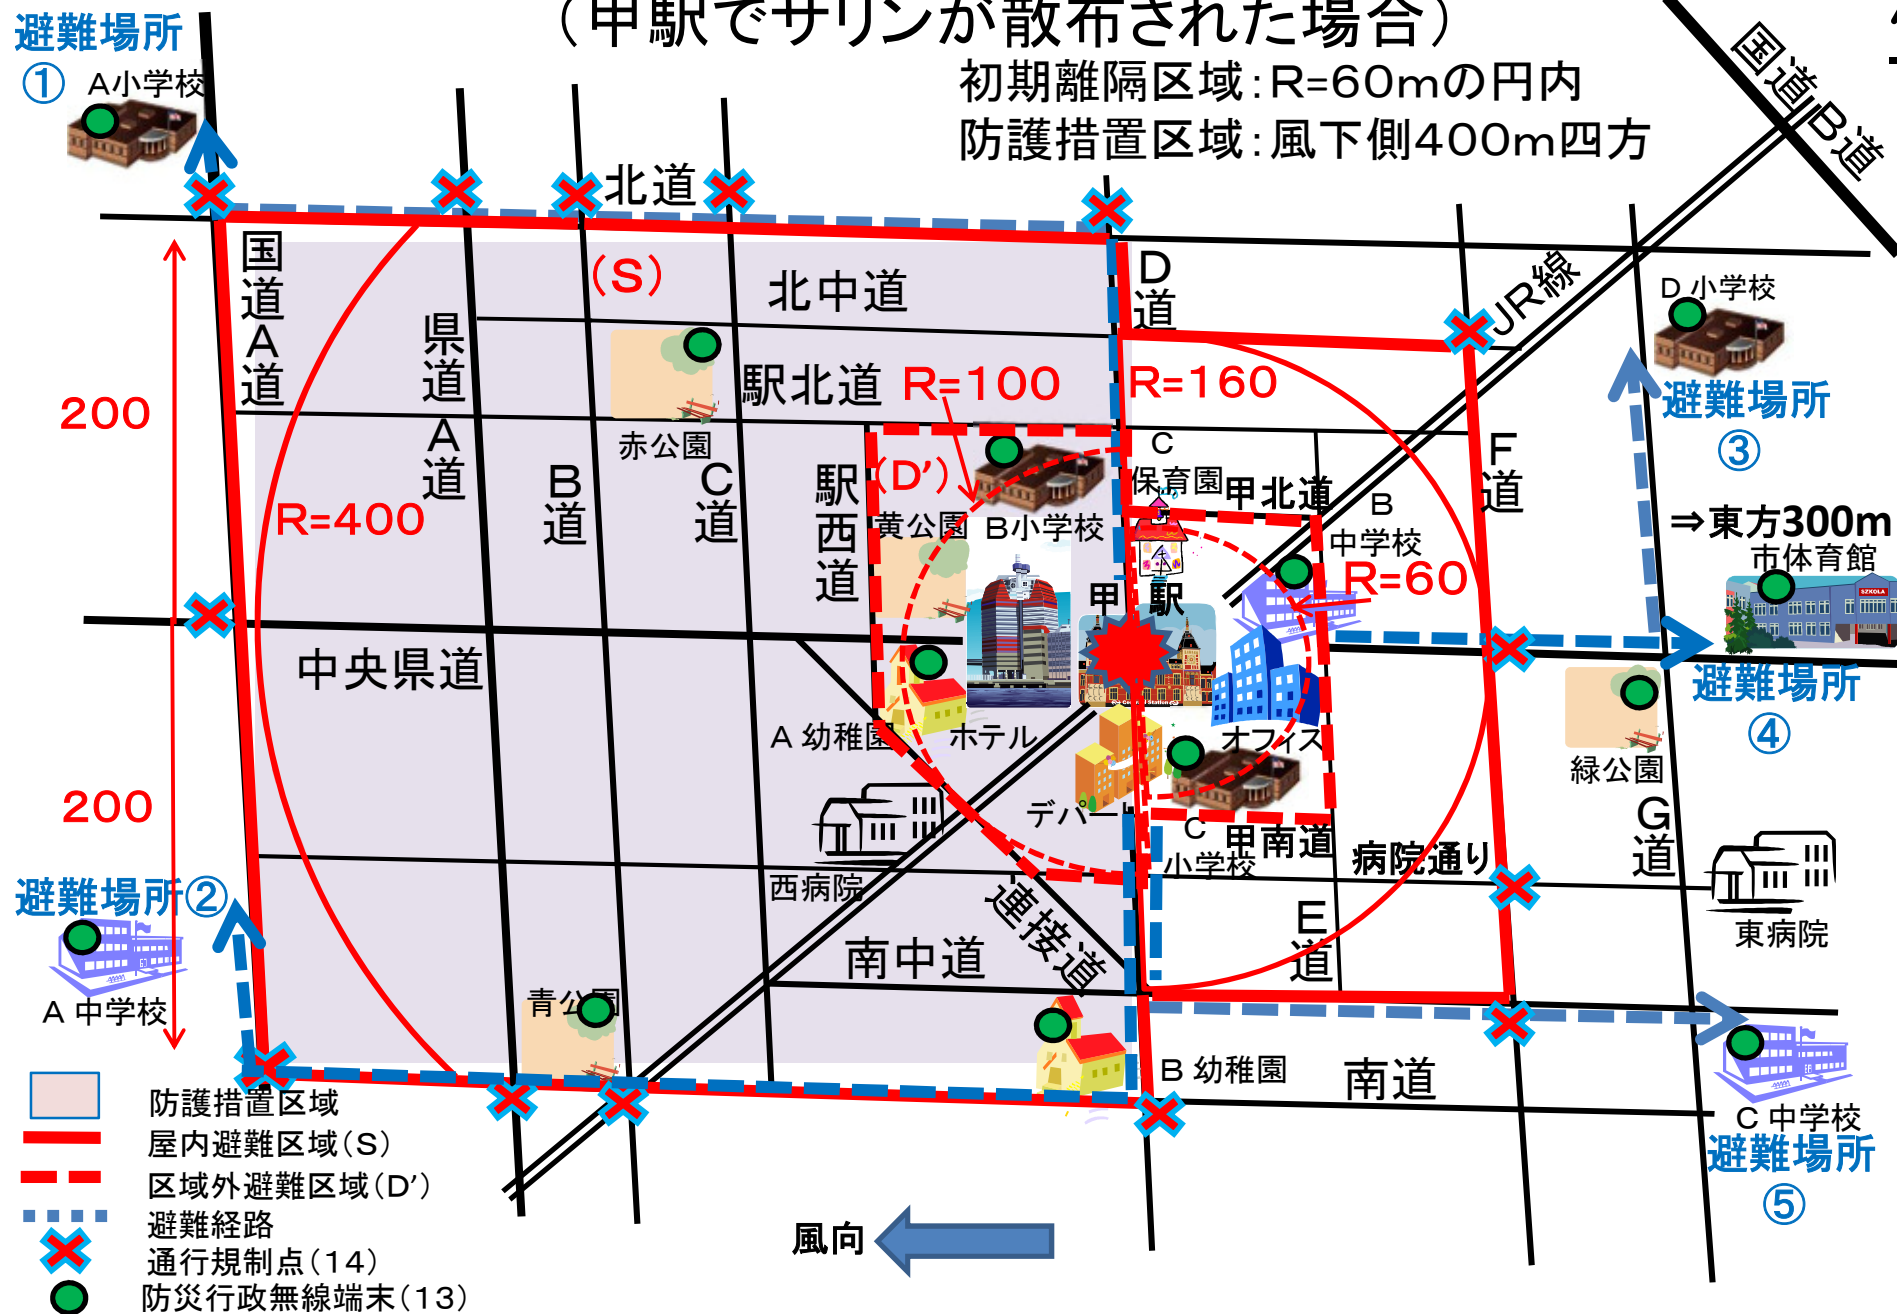 (甲駅でサリンが散布された場合)
避難場所
①
A小学校
初期離隔区域:R=60mの円内
防護措置区域:風下側400m四方
国道B道
北道
国道A道
(S)
北中道
D道
JR線
D小学校
県道A道
駅北道
R=100
R=160
避難場所
③
200
赤公園
C保育園
F道
R=400
B道
C道
駅西道
(D’)
黄公園
B小学校
甲北道
B中学校
⇒東方300m
市体育館
SZKOLA
R=60
甲駅
中央県道
避難場所
④
A幼稚園
ホテル
オフィス
緑公園
200
デパート
C小学校
甲南道
病院通り
G道
避難場所②
西病院
連接道
E道
東病院
南中道
A中学校
青公園
B幼稚園
南道
C中学校
避難場所
⑤
防護措置区域
屋内避難区域(S)
区域外避難区域(D’)
避難経路
通行規制点(14)
防災行政無線端末(13)
風向